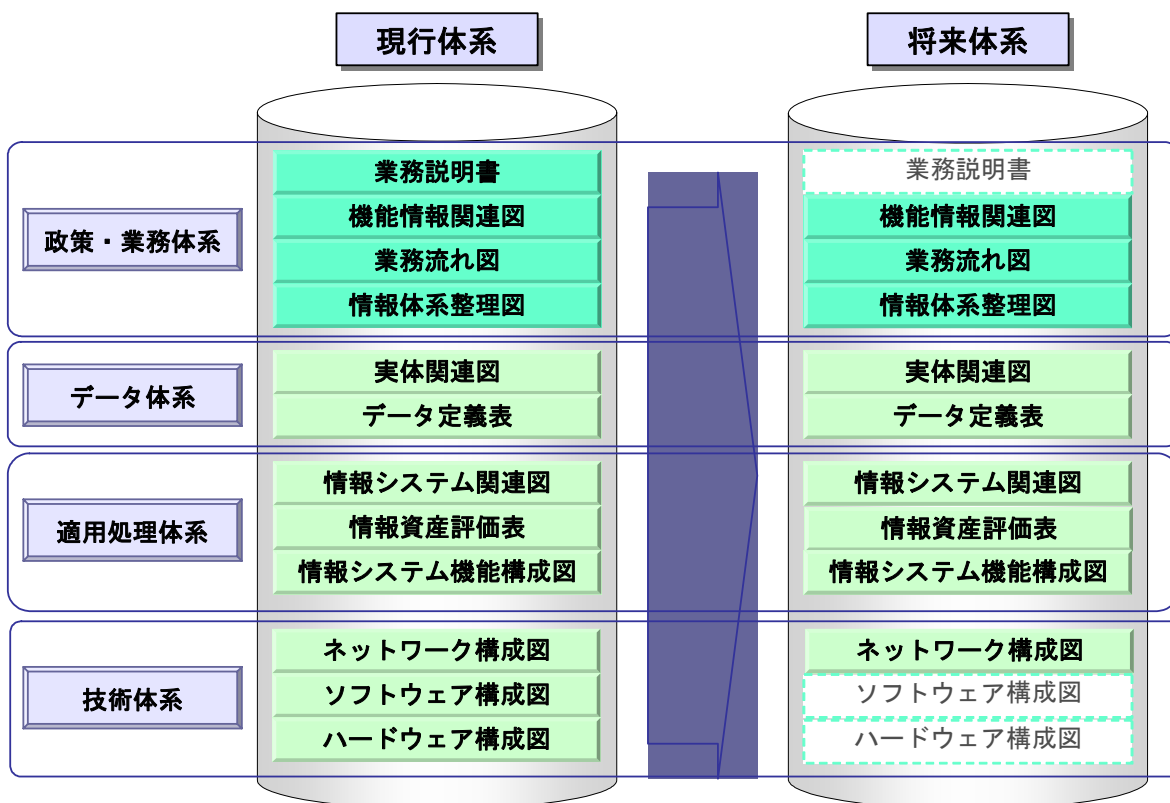 現行体系
将来体系
政策・業務体系
業務説明書
機能情報関連図
業務流れ図
情報体系整理図
業務説明書
機能情報関連図
業務流れ図
情報体系整理図
データ体系
実体関連図
データ定義表
実体関連図
データ定義表
適用処理体系
情報システム関連図
情報資産評価表
情報システム機能構成図
情報システム関連図
情報資産評価表
情報システム機能構成図
技術体系
ネットワーク構成図
ソフトウェア構成図
ハードウェア構成図
ネットワーク構成図
ソフトウェア構成図
ハードウェア構成図